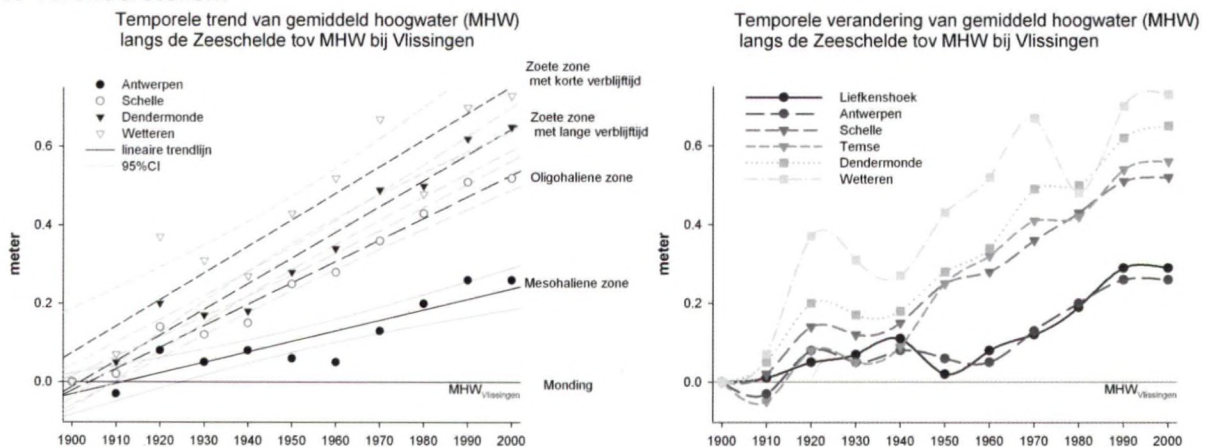 Temporele trend van gemiddeld hoogwater (MHW)
langs de Zeeschelde tov MHW bij Vlissingen
Antwerpen
Schelle
Dendermonde
Wetteren
lineaire trendlijn
95%CI
Zoete zone
met korte verblijftijd
Zoete zone
met lange verblijftijd
Oligohaliene zone
Mesohaliene zone
Monding
MHW Vlissingen
meter
0.6
0.4
0.2
0.0
1900 1910 1920 1930 1940 1950 1960 1970 1980 1990 2000
Temporele verandering van gemiddeld hoogwater (MHW)
langs de Zeeschelde tov MHW bij Vlissingen
Liefkenshoek
Antwerpen
Schelle
Temse
Dendermonde
Wetteren
MHW Vlissingen
meter
0.6
0.4
0.2
0.0
1900 1910 1920 1930 1940 1950 1960 1970 1980 1990 2000